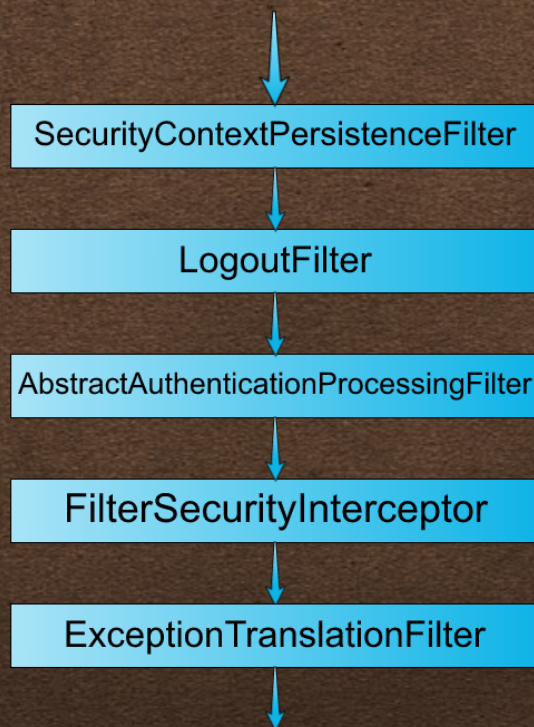 SecurityContextPersistenceFilter
LogoutFilter
AbstractAuthenticationProcessingFilter
FilterSecurityInterceptor
ExceptionTranslationFilter